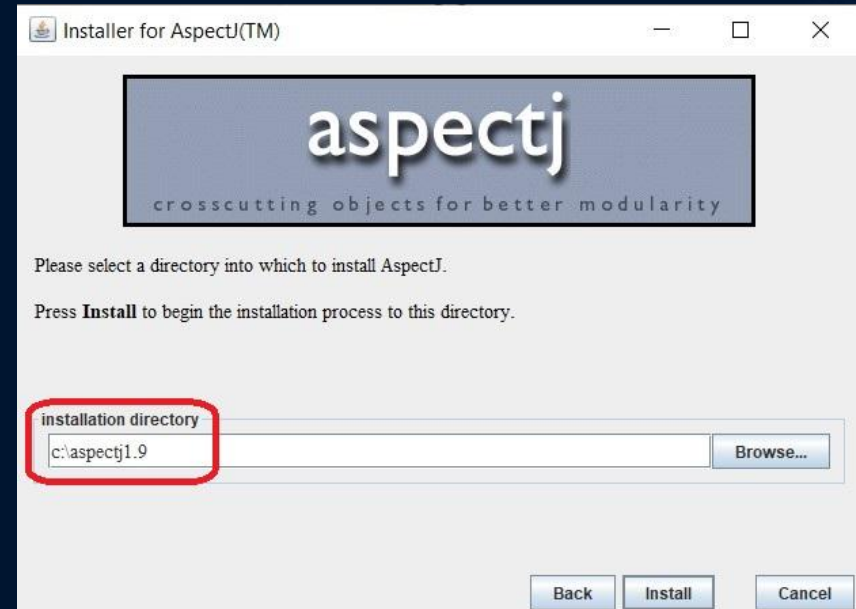 Installer for AspectJ(TM)
aspectj
crosscutting objects for better modularity
Please select a directory into which to install AspectJ.
Press Install to begin the installation process to this directory.
installation directory
c:\aspectj1.9
Browse...
Back Install Cancel